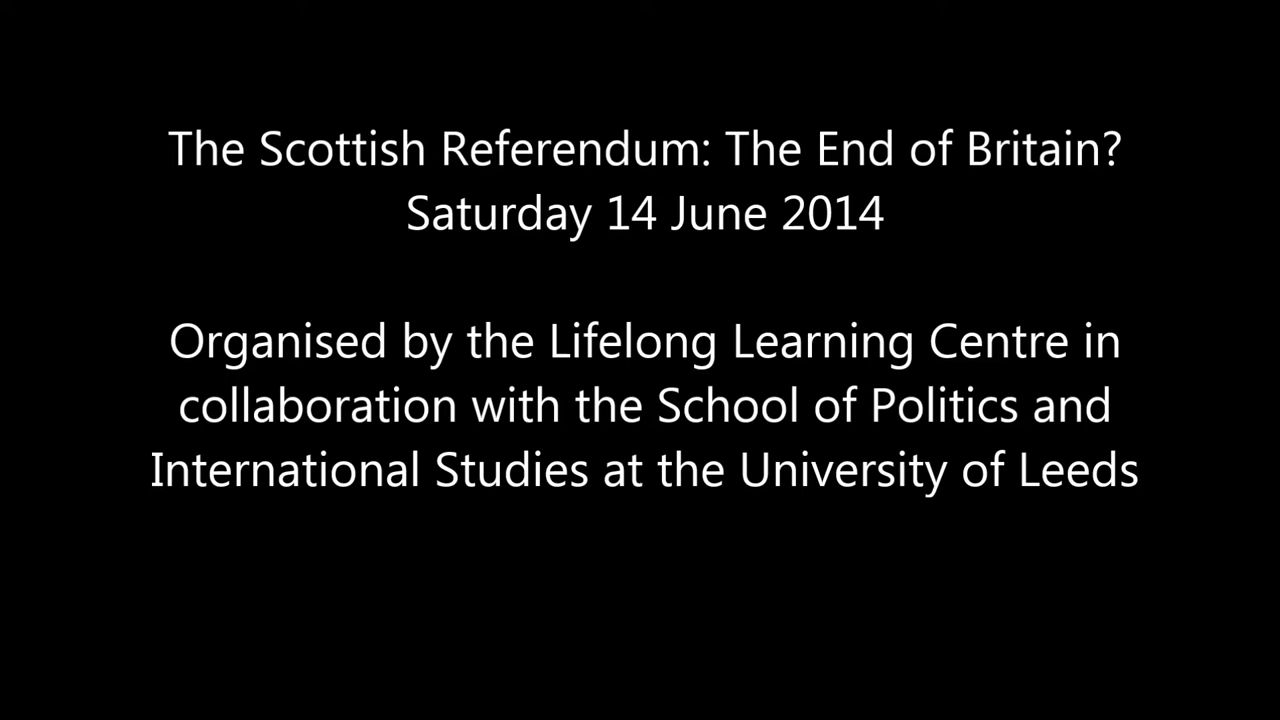 The Scottish Referendum: The End of Britain?
Saturday 14 June 2014
Organised by the Lifelong Learning Centre in
collaboration with the School of Politics and
International Studies at the University of Leeds